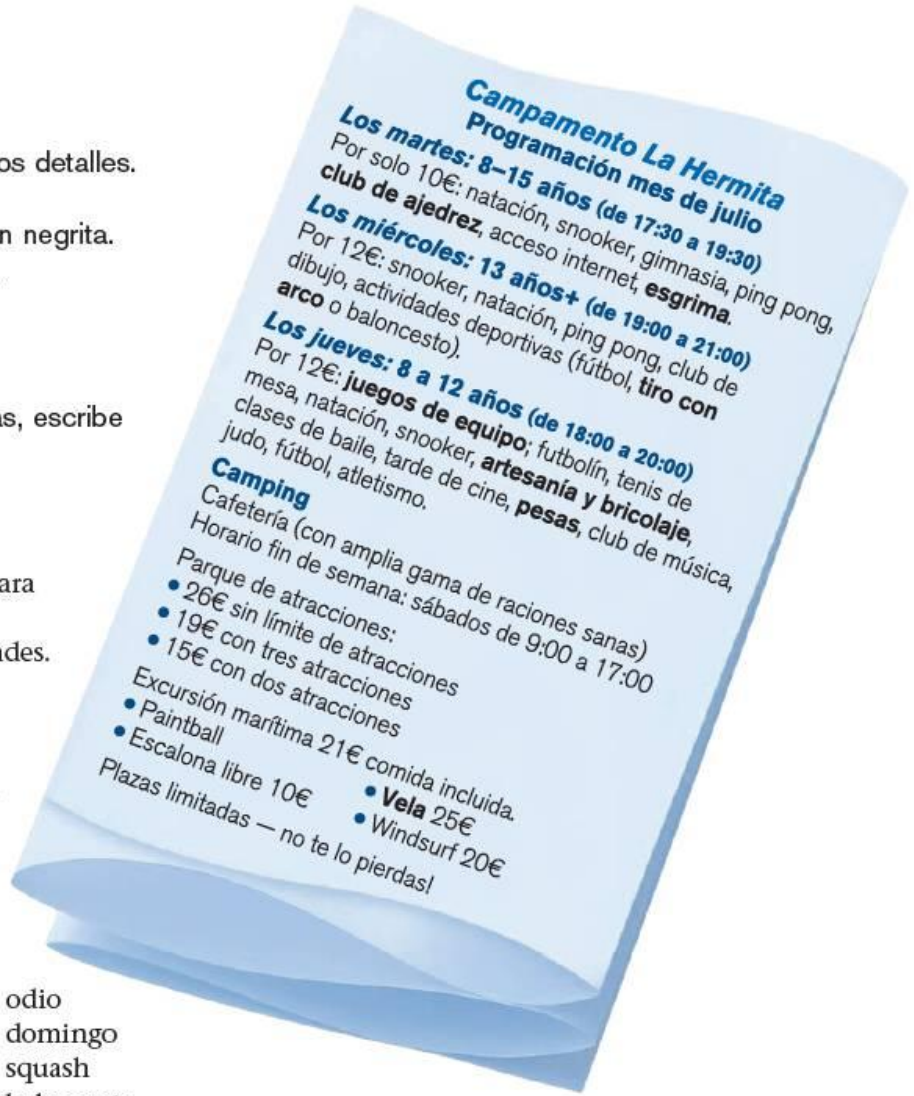 os detalles.
n negrita.
as, escribe
ara
ades.
odio
domingo
squash
Campamento La Hermita
Programación mes de julio
Los martes: 8–15 años (de 17:30 a 19:30)
Por solo 10€: natación, snooker, gimnasia, ping pong,
club de ajedrez, acceso internet, esgrima.
Los miércoles: 13 años+ (de 19:00 a 21:00)
Por 12€: snooker, natación, ping pong, club de
dibujo, actividades deportivas (fútbol, tiro con
arco o baloncesto).
Los jueves: 8 a 12 años (de 18:00 a 20:00)
Por 12€: juegos de equipo; futbolín, tenis de
mesa, natación, snooker, artesanía y bricolaje,
clases de baile, tarde de cine, pesas, club de música,
judo, fútbol, atletismo.
Camping
Cafetería (con amplia gama de raciones sanas)
Horario fin de semana: sábados de 9:00 a 17:00
Parque de atracciones:
• 26€ sin límite de atracciones
• 19€ con tres atracciones
• 15€ con dos atracciones
Excursión marítima 21€ comida incluida.
• Paintball
• Escalona libre 10€
• Vela 25€
• Windsurf 20€
Plazas limitadas — no te lo pierdas!